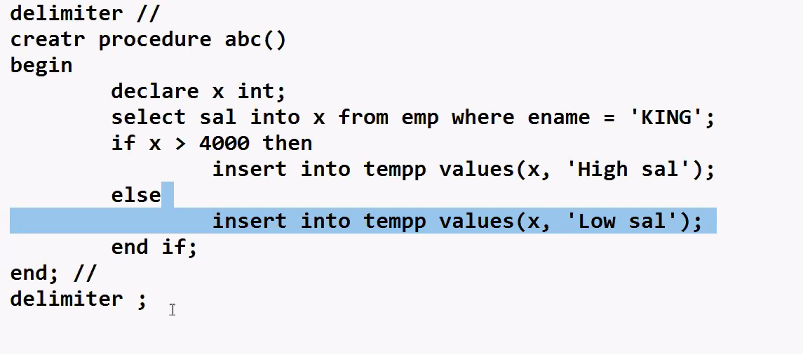 delimiter //
creatr procedure abc()
begin
        declare x int;
        select sal into x from emp where ename = 'KING';
        if x > 4000 then
                insert into tempp values(x, 'High sal');
        else
                insert into tempp values(x, 'Low sal');
        end if;
end; //
delimiter ;